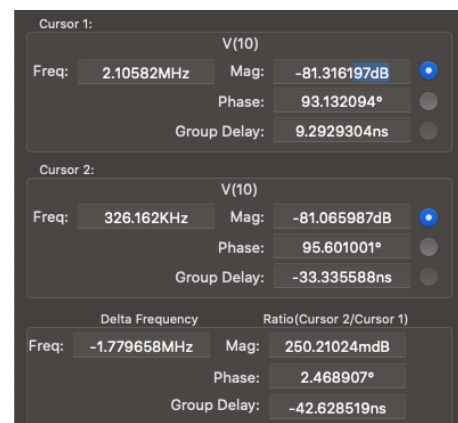 Cursor 1:
V(10)
Freq: 2.10582MHz Mag: -81.316197dB
Phase: 93.132094°
Group Delay: 9.2929304ns
Cursor 2:
V(10)
Freq: 326.162KHz Mag: -81.065987dB
Phase: 95.601001°
Group Delay: -33.335588ns
Delta Frequency Ratio(Cursor 2/Cursor 1)
Freq: -1.779658MHz Mag: 250.21024mdB
Phase: 2.468907°
Group Delay: -42.628519ns